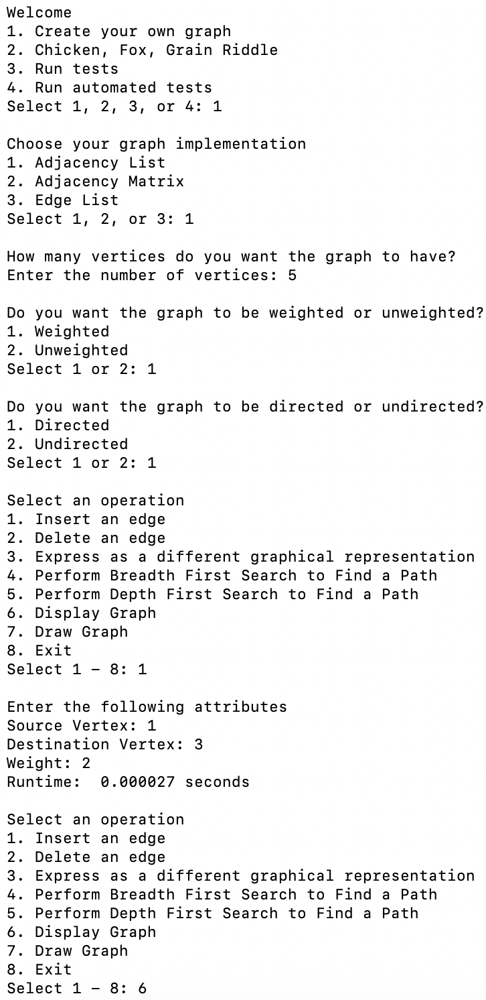 Welcome
1. Create your own graph
2. Chicken, Fox, Grain Riddle
3. Run tests
4. Run automated tests
Select 1, 2, 3, or 4: 1

Choose your graph implementation
1. Adjacency List
2. Adjacency Matrix
3. Edge List
Select 1, 2, or 3: 1

How many vertices do you want the graph to have?
Enter the number of vertices: 5

Do you want the graph to be weighted or unweighted?
1. Weighted
2. Unweighted
Select 1 or 2: 1

Do you want the graph to be directed or undirected?
1. Directed
2. Undirected
Select 1 or 2: 1

Select an operation
1. Insert an edge
2. Delete an edge
3. Express as a different graphical representation
4. Perform Breadth First Search to Find a Path
5. Perform Depth First Search to Find a Path
6. Display Graph
7. Draw Graph
8. Exit
Select 1 – 8: 1

Enter the following attributes
Source Vertex: 1
Destination Vertex: 3
Weight: 2
Runtime:  0.000027 seconds

Select an operation
1. Insert an edge
2. Delete an edge
3. Express as a different graphical representation
4. Perform Breadth First Search to Find a Path
5. Perform Depth First Search to Find a Path
6. Display Graph
7. Draw Graph
8. Exit
Select 1 – 8: 6